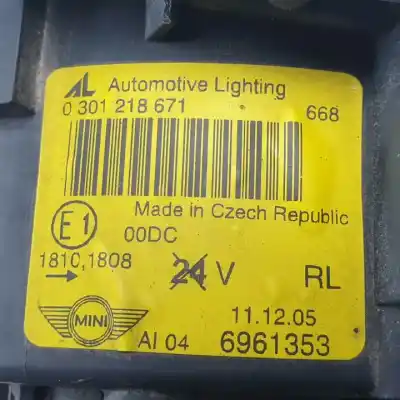 AL Automotive Lighting
0 301 218 671 668
Made in Czech Republic
E1 00DC
1810,1808
24 V RL
MINI 11.12.05
AI 04 6961353